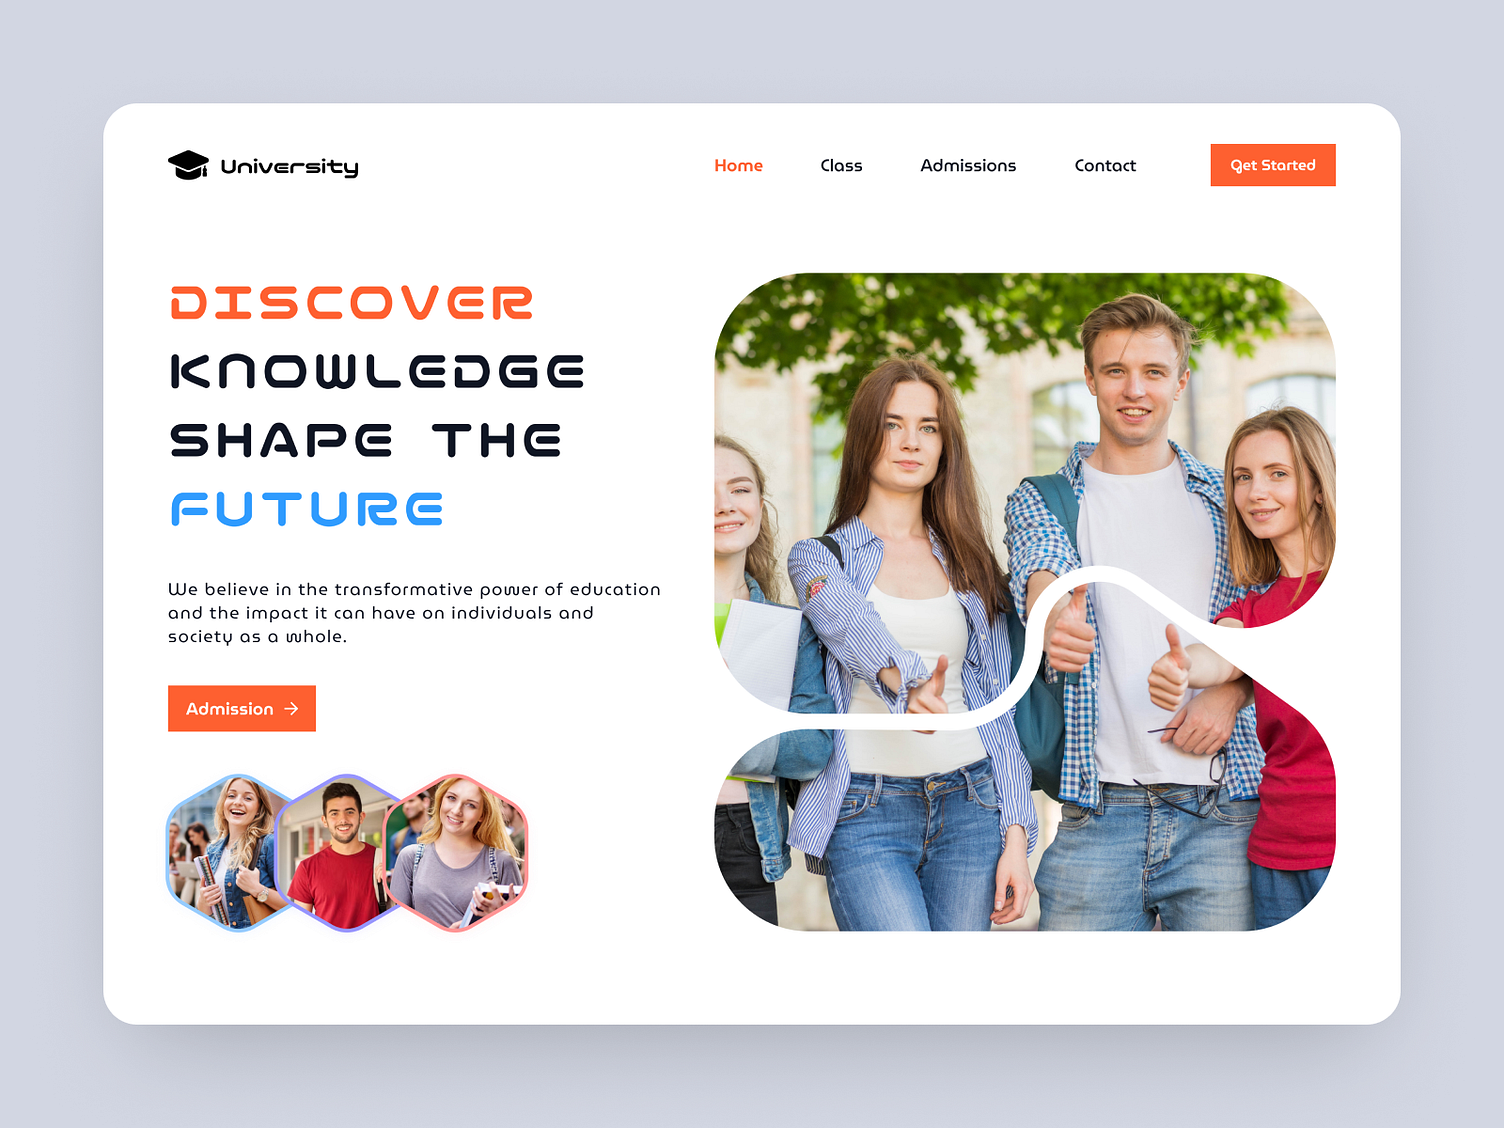 University
Home
Class
Admissions
Contact
Get Started
DISCOVER
KNOWLEDGE
SHAPE THE
FUTURE
We believe in the transformative power of education
and the impact it can have on individuals and
society as a whole.
Admission →